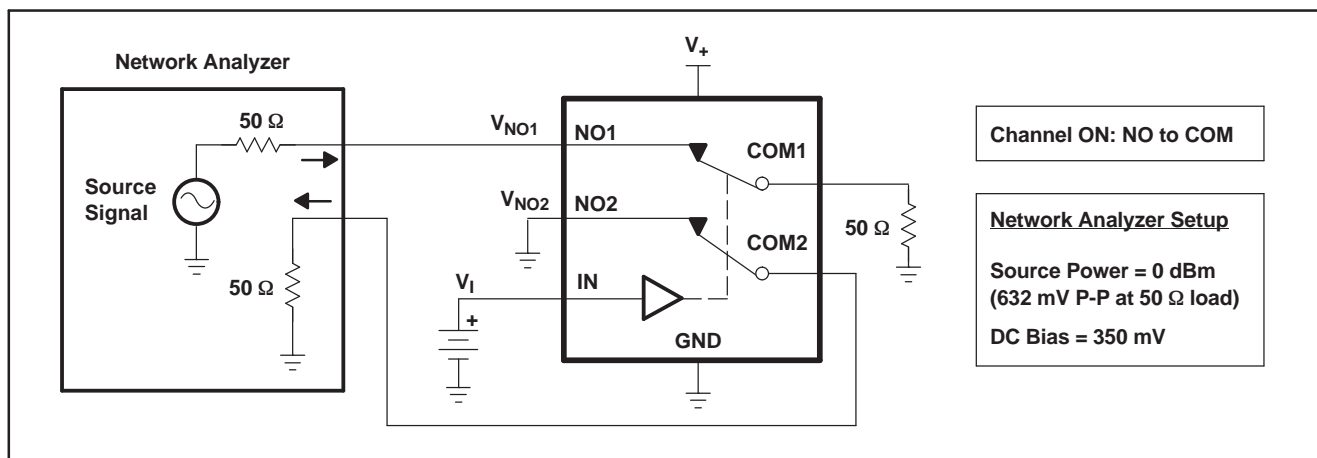 Network Analyzer
50 Ω
Source
Signal
50 Ω
V+
VNO1
NO1
COM1
VNO2
NO2
COM2
50 Ω
VI
IN
+
GND
Channel ON: NO to COM
Network Analyzer Setup
Source Power = 0 dBm
(632 mV P-P at 50 Ω load)
DC Bias = 350 mV